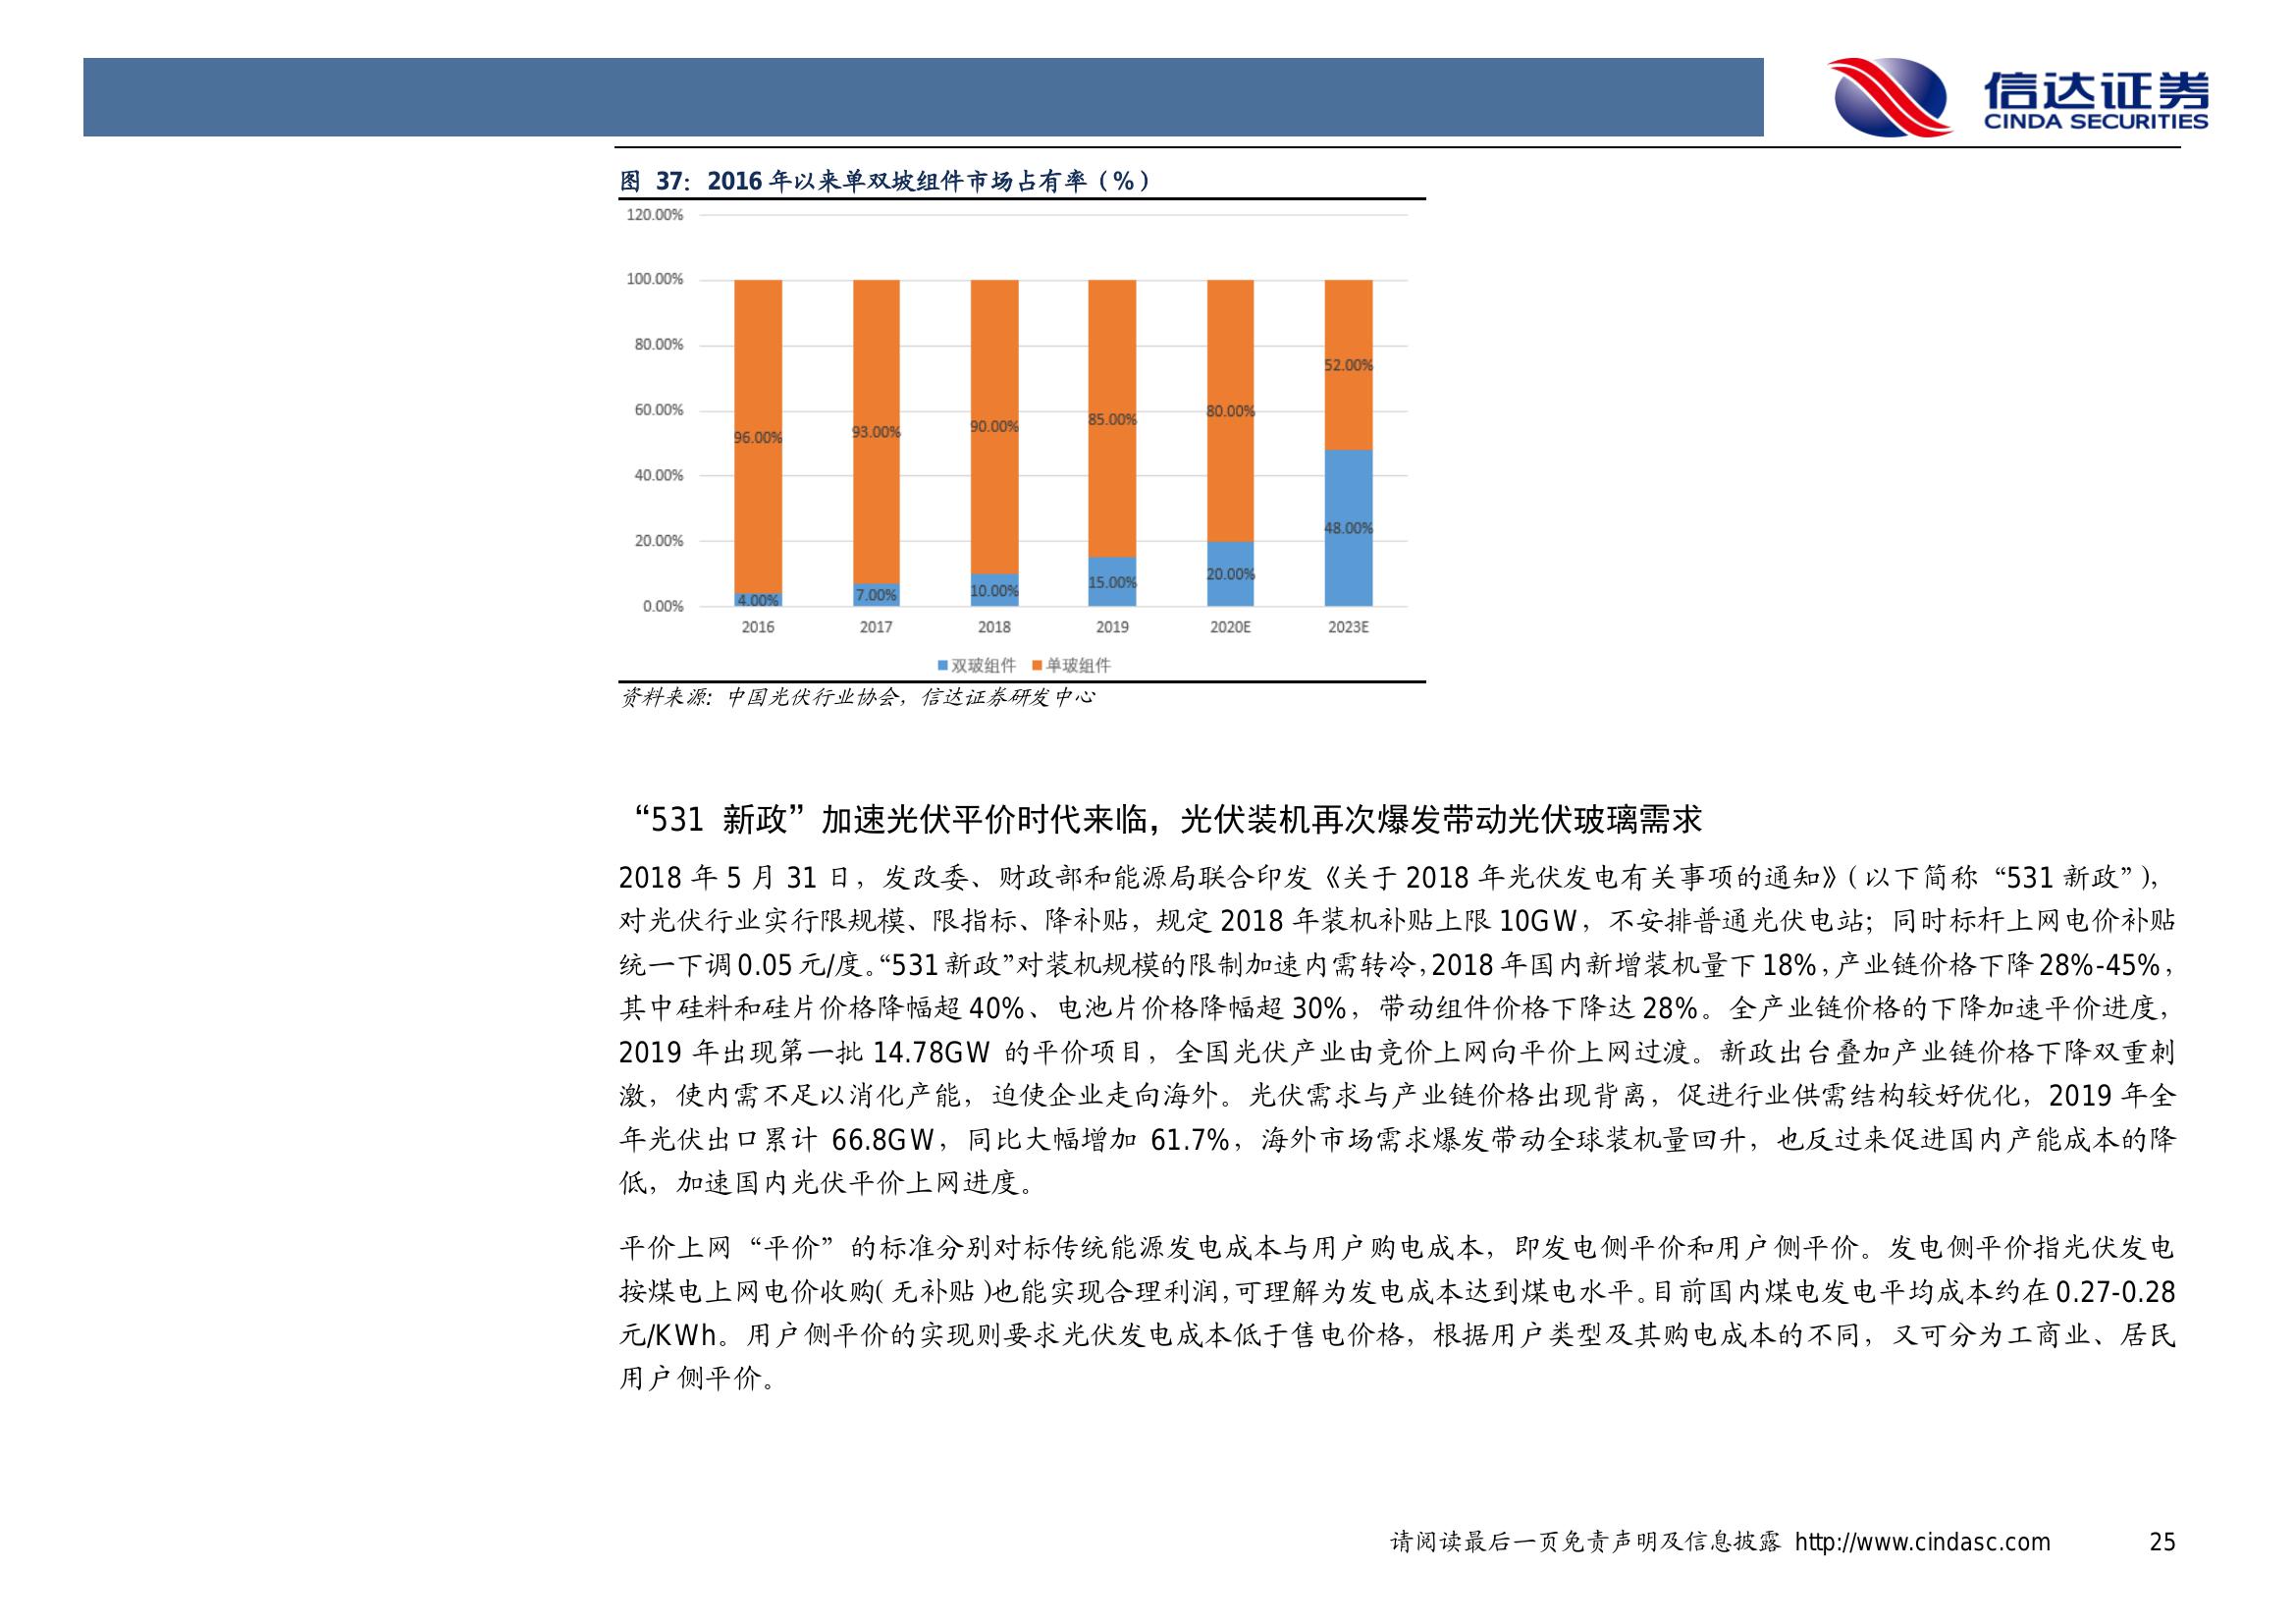 信达证券
CINDA SECURITIES
图 37：2016 年以来单双坡组件市场占有率（%）
120.00%
100.00%
80.00%
60.00%
40.00%
20.00%
0.00%
96.00% 93.00% 90.00% 85.00% 80.00% 52.00%
4.00% 7.00% 10.00% 15.00% 20.00% 48.00%
2016 2017 2018 2019 2020E 2023E
双玻组件 单玻组件
资料来源：中国光伏行业协会，信达证券研发中心
“531 新政”加速光伏平价时代来临，光伏装机再次爆发带动光伏玻璃需求
2018 年 5 月 31 日，发改委、财政部和能源局联合印发《关于 2018 年光伏发电有关事项的通知》（以下简称“531 新政”），
对光伏行业实行限规模、限指标、降补贴，规定 2018 年装机补贴上限 10GW，不安排普通光伏电站；同时标杆上网电价补贴
统一下调 0.05 元/度。“531 新政”对装机规模的限制加速内需转冷，2018 年国内新增装机量下 18%，产业链价格下降 28%-45%，
其中硅料和硅片价格降幅超 40%、电池片价格降幅超 30%，带动组件价格下降达 28%。全产业链价格的下降加速平价进度，
2019 年出现第一批 14.78GW 的平价项目，全国光伏产业由竞价上网向平价上网过渡。新政出台叠加产业链价格下降双重刺
激，使内需不足以消化产能，迫使企业走向海外。光伏需求与产业链价格出现背离，促进行业供需结构较好优化，2019 年全
年光伏出口累计 66.8GW，同比大幅增加 61.7%，海外市场需求爆发带动全球装机量回升，也反过来促进国内产能成本的降
低，加速国内光伏平价上网进度。
平价上网“平价”的标准分别对标传统能源发电成本与用户购电成本，即发电侧平价和用户侧平价。发电侧平价指光伏发电
按煤电上网电价收购（无补贴）也能实现合理利润，可理解为发电成本达到煤电水平。目前国内煤电发电平均成本约在 0.27-0.28
元/KWh。用户侧平价的实现则要求光伏发电成本低于售电价格，根据用户类型及其购电成本的不同，又可分为工商业、居民
用户侧平价。
请阅读最后一页免责声明及信息披露 http://www.cindasc.com 25